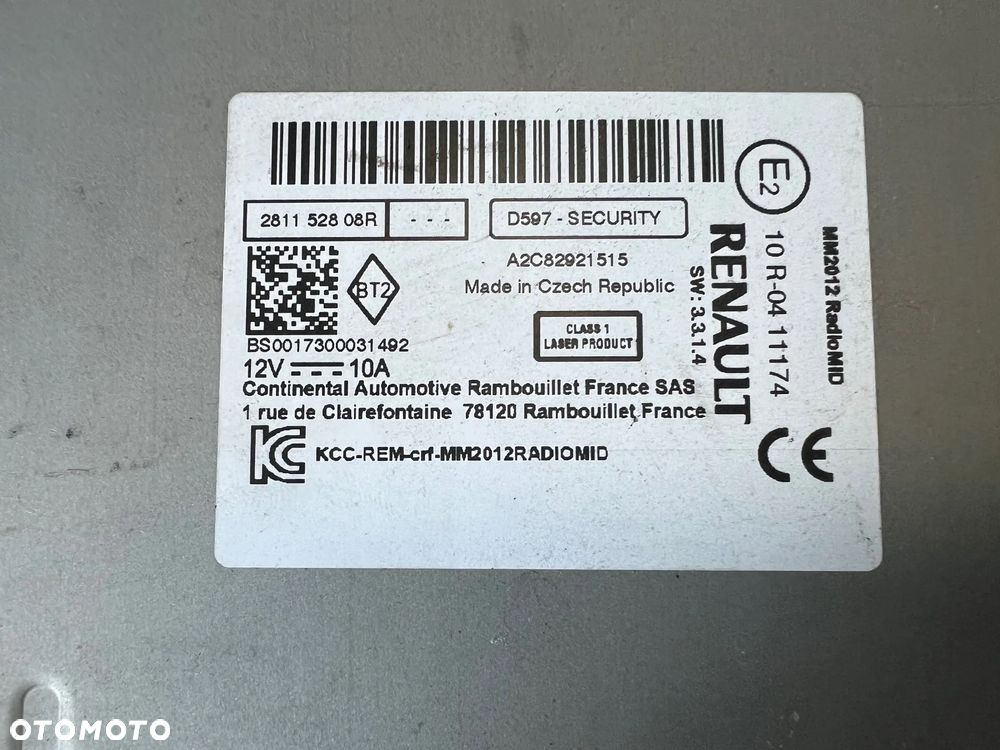 2811 528 08R - - -
D597 - SECURITY
A2C82921515
Made in Czech Republic
BT2
CLASS 1
LASER PRODUCT
BS0017300031492
12V 10A
Continental Automotive Rambouillet France SAS
1 rue de Clairefontaine 78120 Rambouillet, France
KC KCC-REM-crf-MM2012RADIOMID
E2
10 R-04 11174
MM2012 RadioMID
RENAULT
SW: 3.3.1.4
CE
OTOMOTO